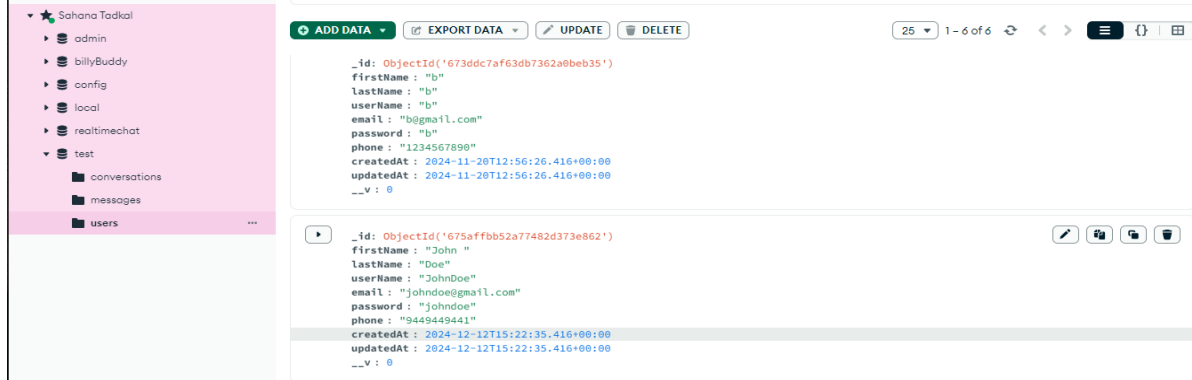 Sahana Tadkal
admin
billyBuddy
config
local
realtimechat
test
conversations
messages
users
ADD DATA EXPORT DATA UPDATE DELETE 25 1 – 6 of 6 {}
_id: ObjectId('673ddc7af63db7362a0beb35')
firstName : "b"
lastName : "b"
userName : "b"
email : "b@gmail.com"
password : "b"
phone : "1234567890"
createdAt : 2024-11-20T12:56:26.416+00:00
updatedAt : 2024-11-20T12:56:26.416+00:00
__v : 0
_id: ObjectId('675affbb52a77482d373e862')
firstName : "John "
lastName : "Doe"
userName : "JohnDoe"
email : "johndoe@gmail.com"
password : "johndoe"
phone : "9449449441"
createdAt : 2024-12-12T15:22:35.416+00:00
updatedAt : 2024-12-12T15:22:35.416+00:00
__v : 0